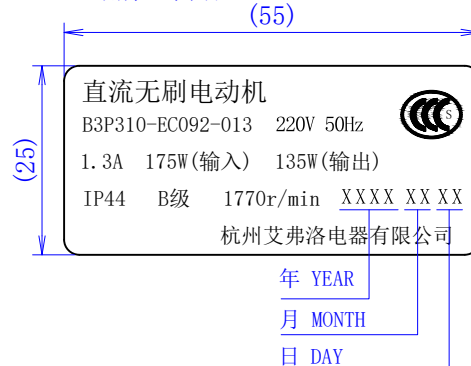 (55)
(25)
直流无刷电动机
B3P310-EC092-013 220V 50Hz
S
1.3A 175W(输入) 135W(输出)
IP44 B级 1770r/min XXXX XX XX
杭州艾弗洛电器有限公司
年 YEAR
月 MONTH
日 DAY